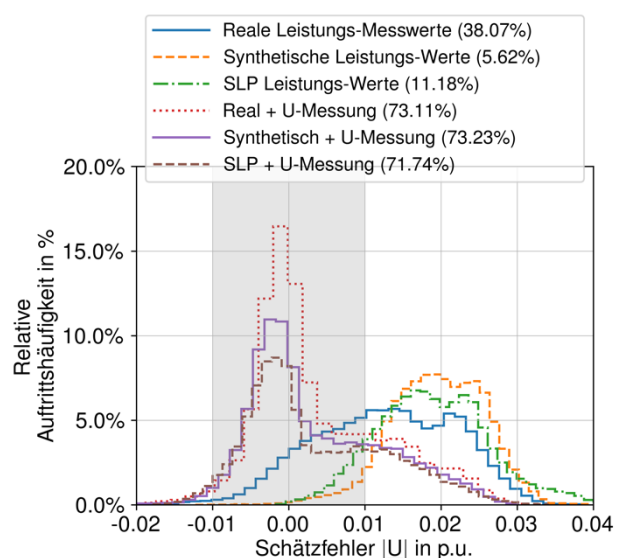 Reale Leistungs-Messwerte (38.07%)
Synthetische Leistungs-Werte (5.62%)
SLP Leistungs-Werte (11.18%)
Real + U-Messung (73.11%)
Synthetisch + U-Messung (73.23%)
SLP + U-Messung (71.74%)
20.0%
15.0%
10.0%
5.0%
0.0%
Relative
Auftrittshäufigkeit in %
-0.02 -0.01 0.00 0.01 0.02 0.03 0.04
Schätzfehler |U| in p.u.